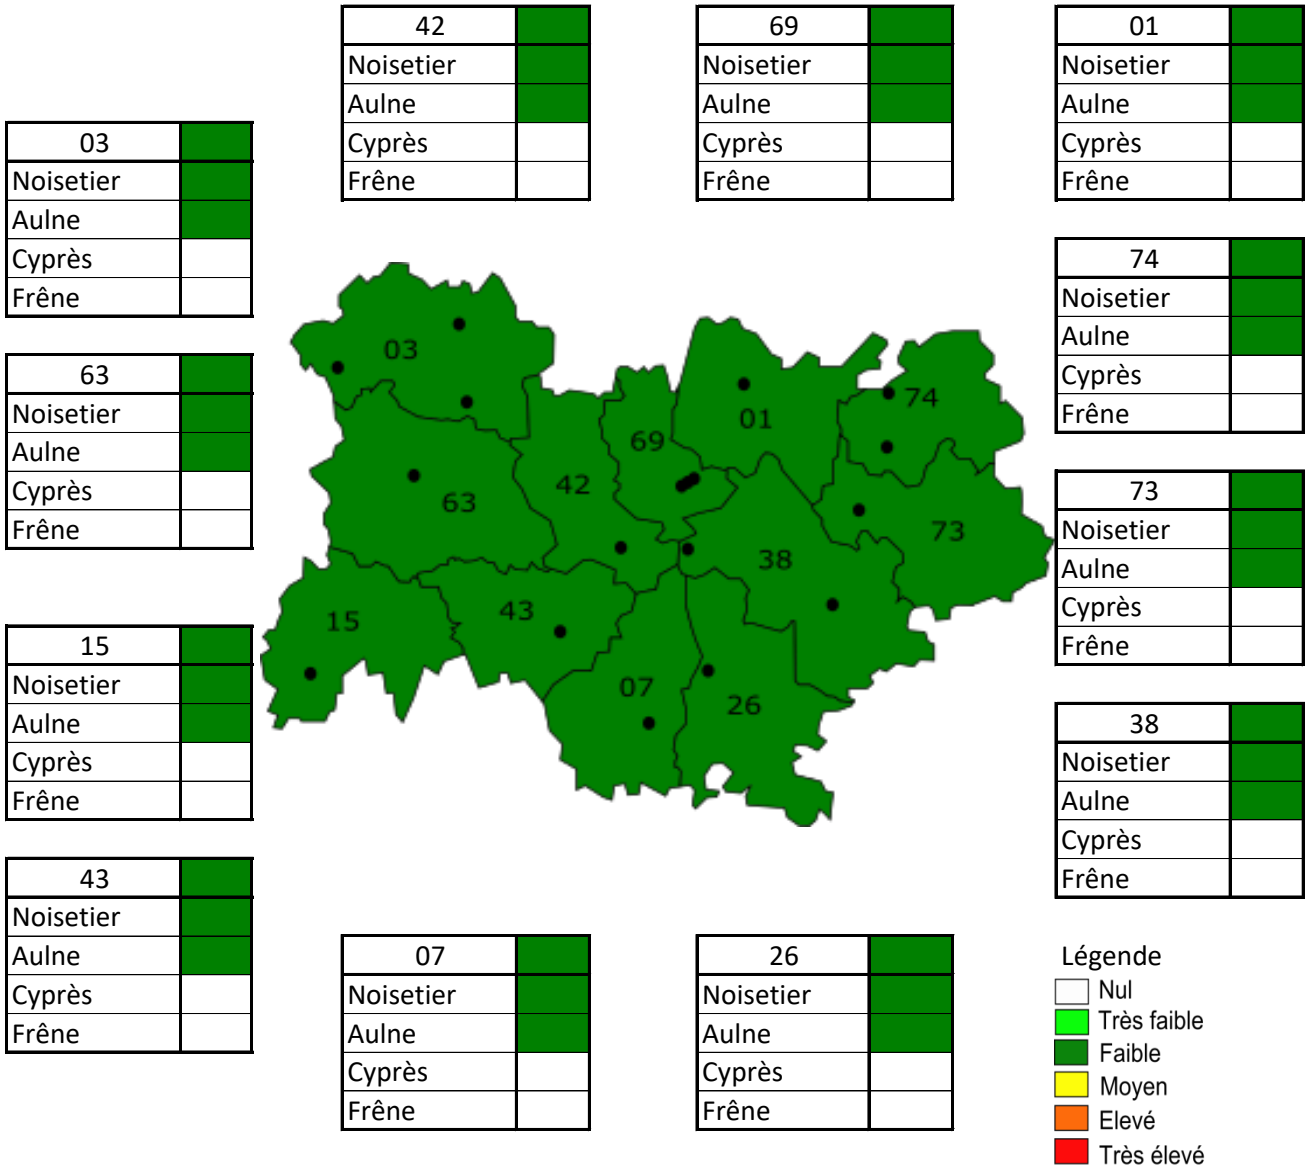 42
Noisetier
Aulne
Cyprès
Frêne
69
Noisetier
Aulne
Cyprès
Frêne
01
Noisetier
Aulne
Cyprès
Frêne
03
Noisetier
Aulne
Cyprès
Frêne
74
Noisetier
Aulne
Cyprès
Frêne
63
Noisetier
Aulne
Cyprès
Frêne
03
01
74
69
42
63
73
38
43
15
07
26
73
Noisetier
Aulne
Cyprès
Frêne
15
Noisetier
Aulne
Cyprès
Frêne
38
Noisetier
Aulne
Cyprès
Frêne
43
Noisetier
Aulne
Cyprès
Frêne
07
Noisetier
Aulne
Cyprès
Frêne
26
Noisetier
Aulne
Cyprès
Frêne
Légende
Nul
Très faible
Faible
Moyen
Elevé
Très élevé